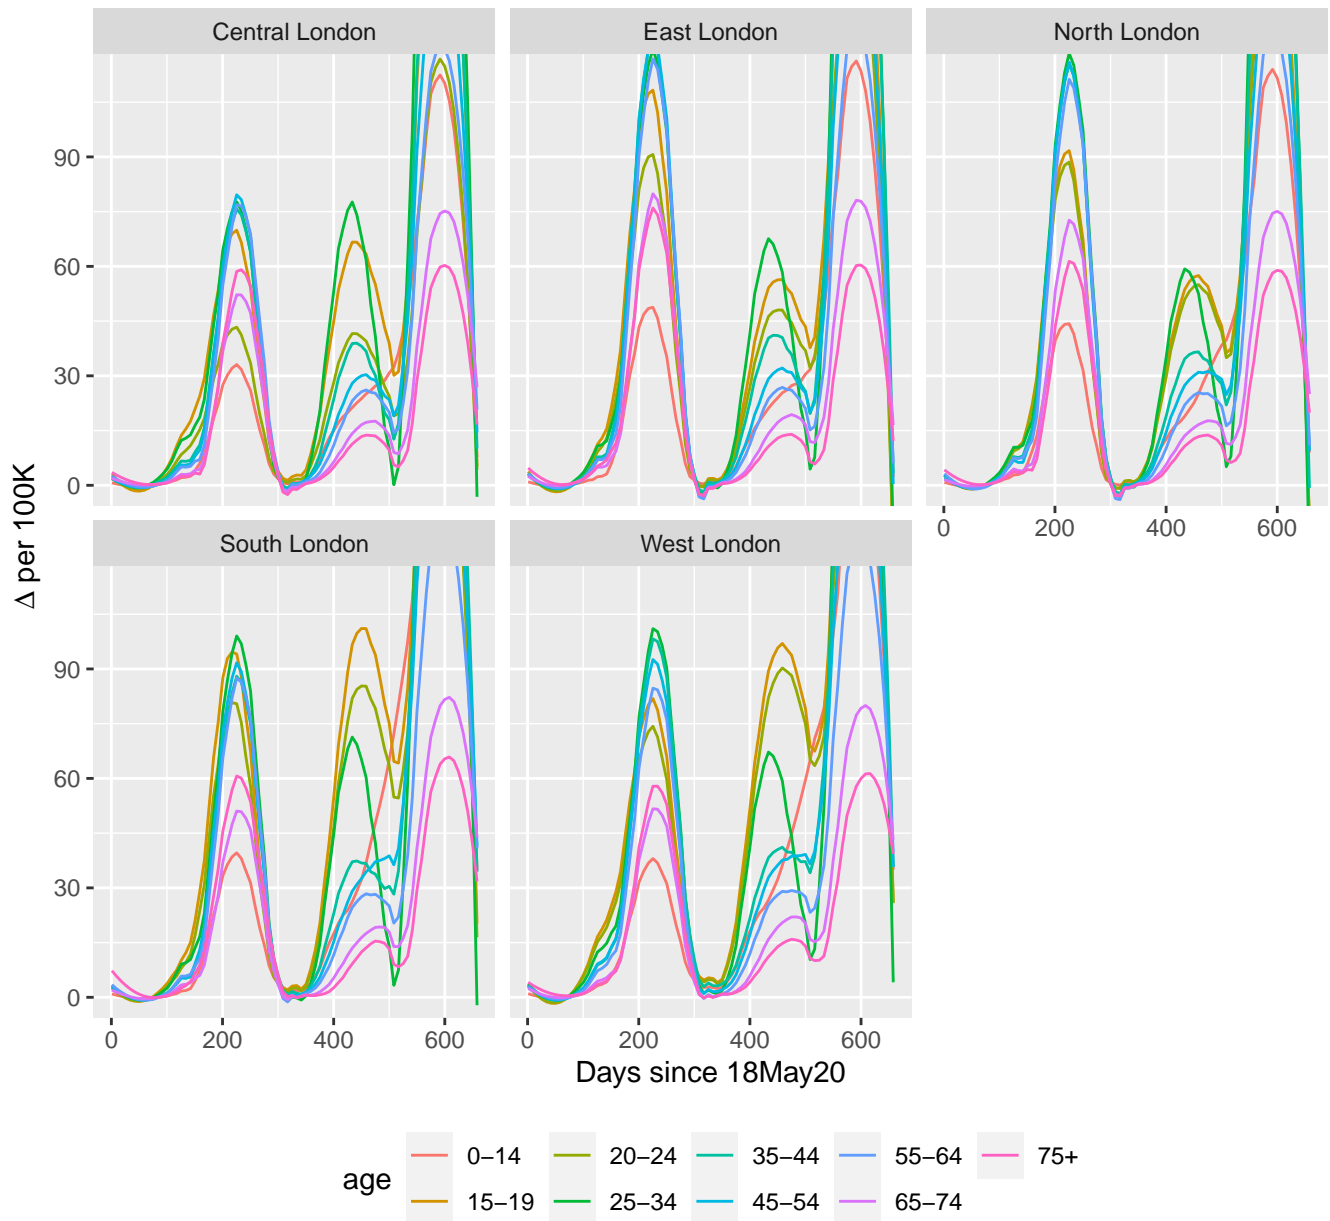 Central London East London North London
90
60
30
0
0 200 400 600
South London West London
90
60
30
0
0 200 400 600 0 200 400 600
Δ per 100K
Days since 18May20
age
0−14 20−24 35−44 55−64 75+
15−19 25−34 45−54 65−74